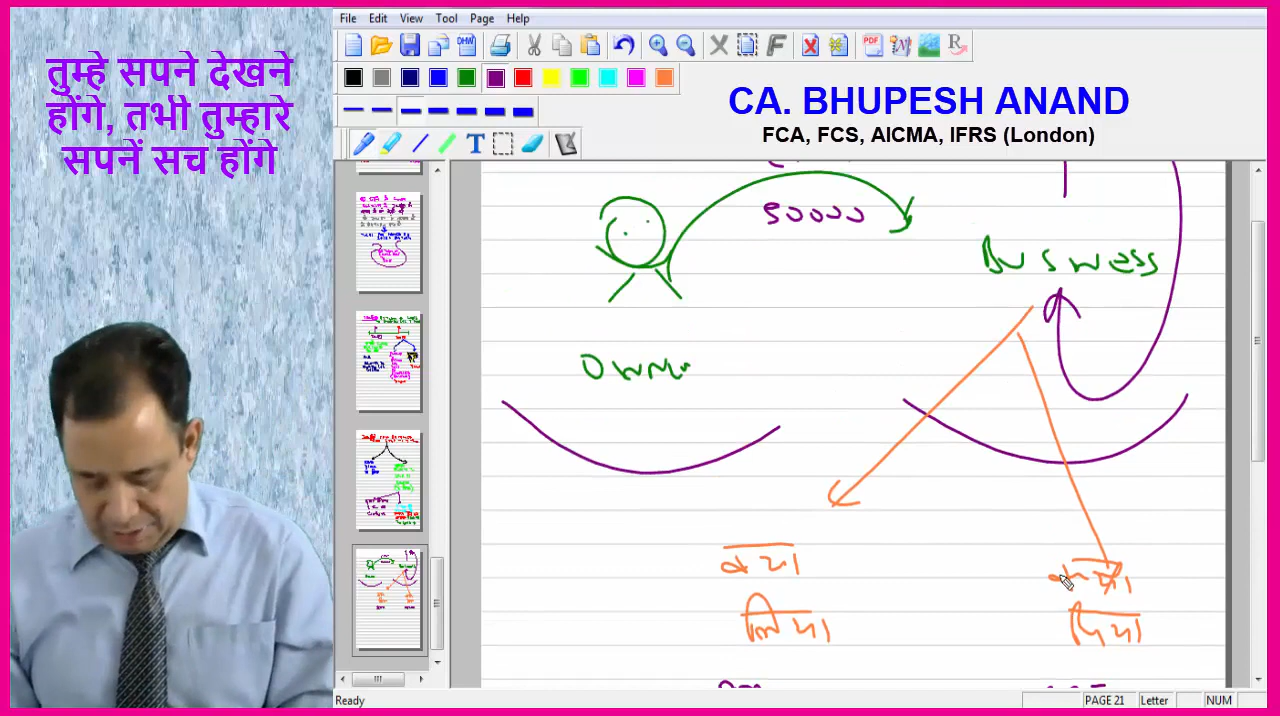 तुम्हे सपने देखने
होंगे, तभी तुम्हारे
सपनें सच होंगे
File Edit View Tool Page Help
CA. BHUPESH ANAND
FCA, FCS, AICMA, IFRS (London)
50000
Business
Owner
क्या
क्यों
लिया
दिया
Ready
PAGE 21 Letter NUM